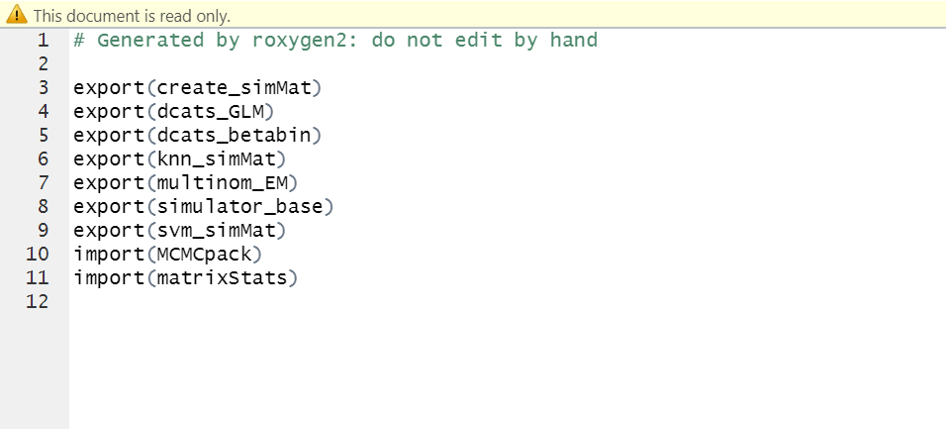 This document is read only.
1 # Generated by roxygen2: do not edit by hand
2
3 export(create_simMat)
4 export(dcats_GLM)
5 export(dcats_betabin)
6 export(knn_simMat)
7 export(multinom_EM)
8 export(simulator_base)
9 export(svm_simMat)
10 import(MCMCpack)
11 import(matrixStats)
12